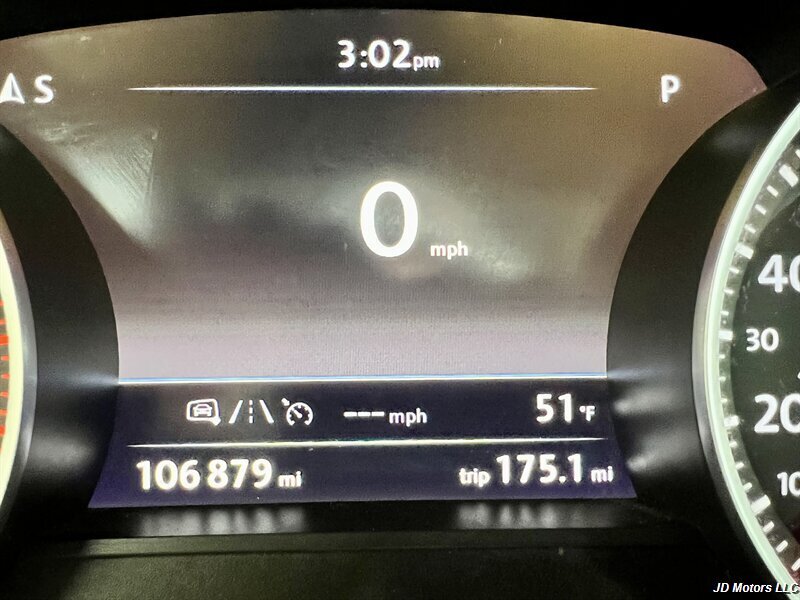 3:02pm
S
P
0 mph
--- mph
51°F
106879 mi
trip 175.1 mi
40
30
20
10
JD Motors LLC